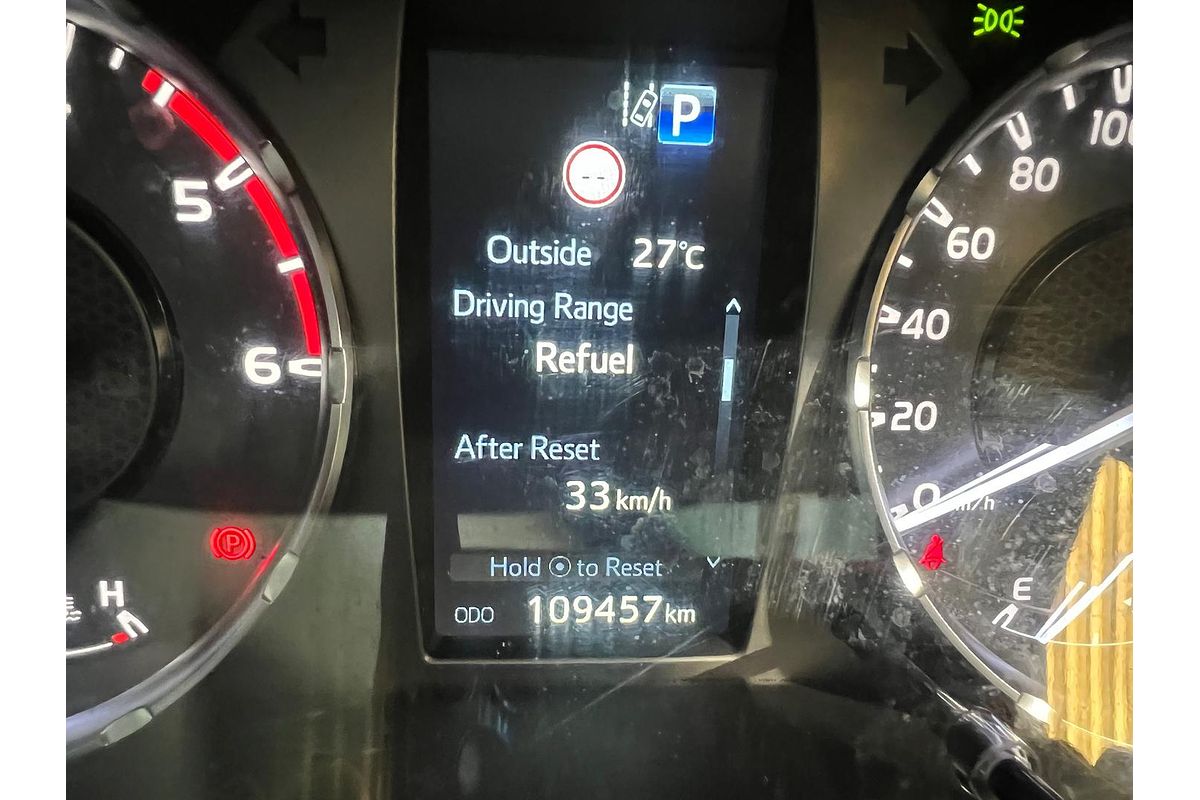 P
--
Outside 27°C
Driving Range
Refuel
After Reset
33 km/h
Hold ⊙ to Reset
ODO 109457 km
5
6
P
H
100
80
60
40
20
0
E